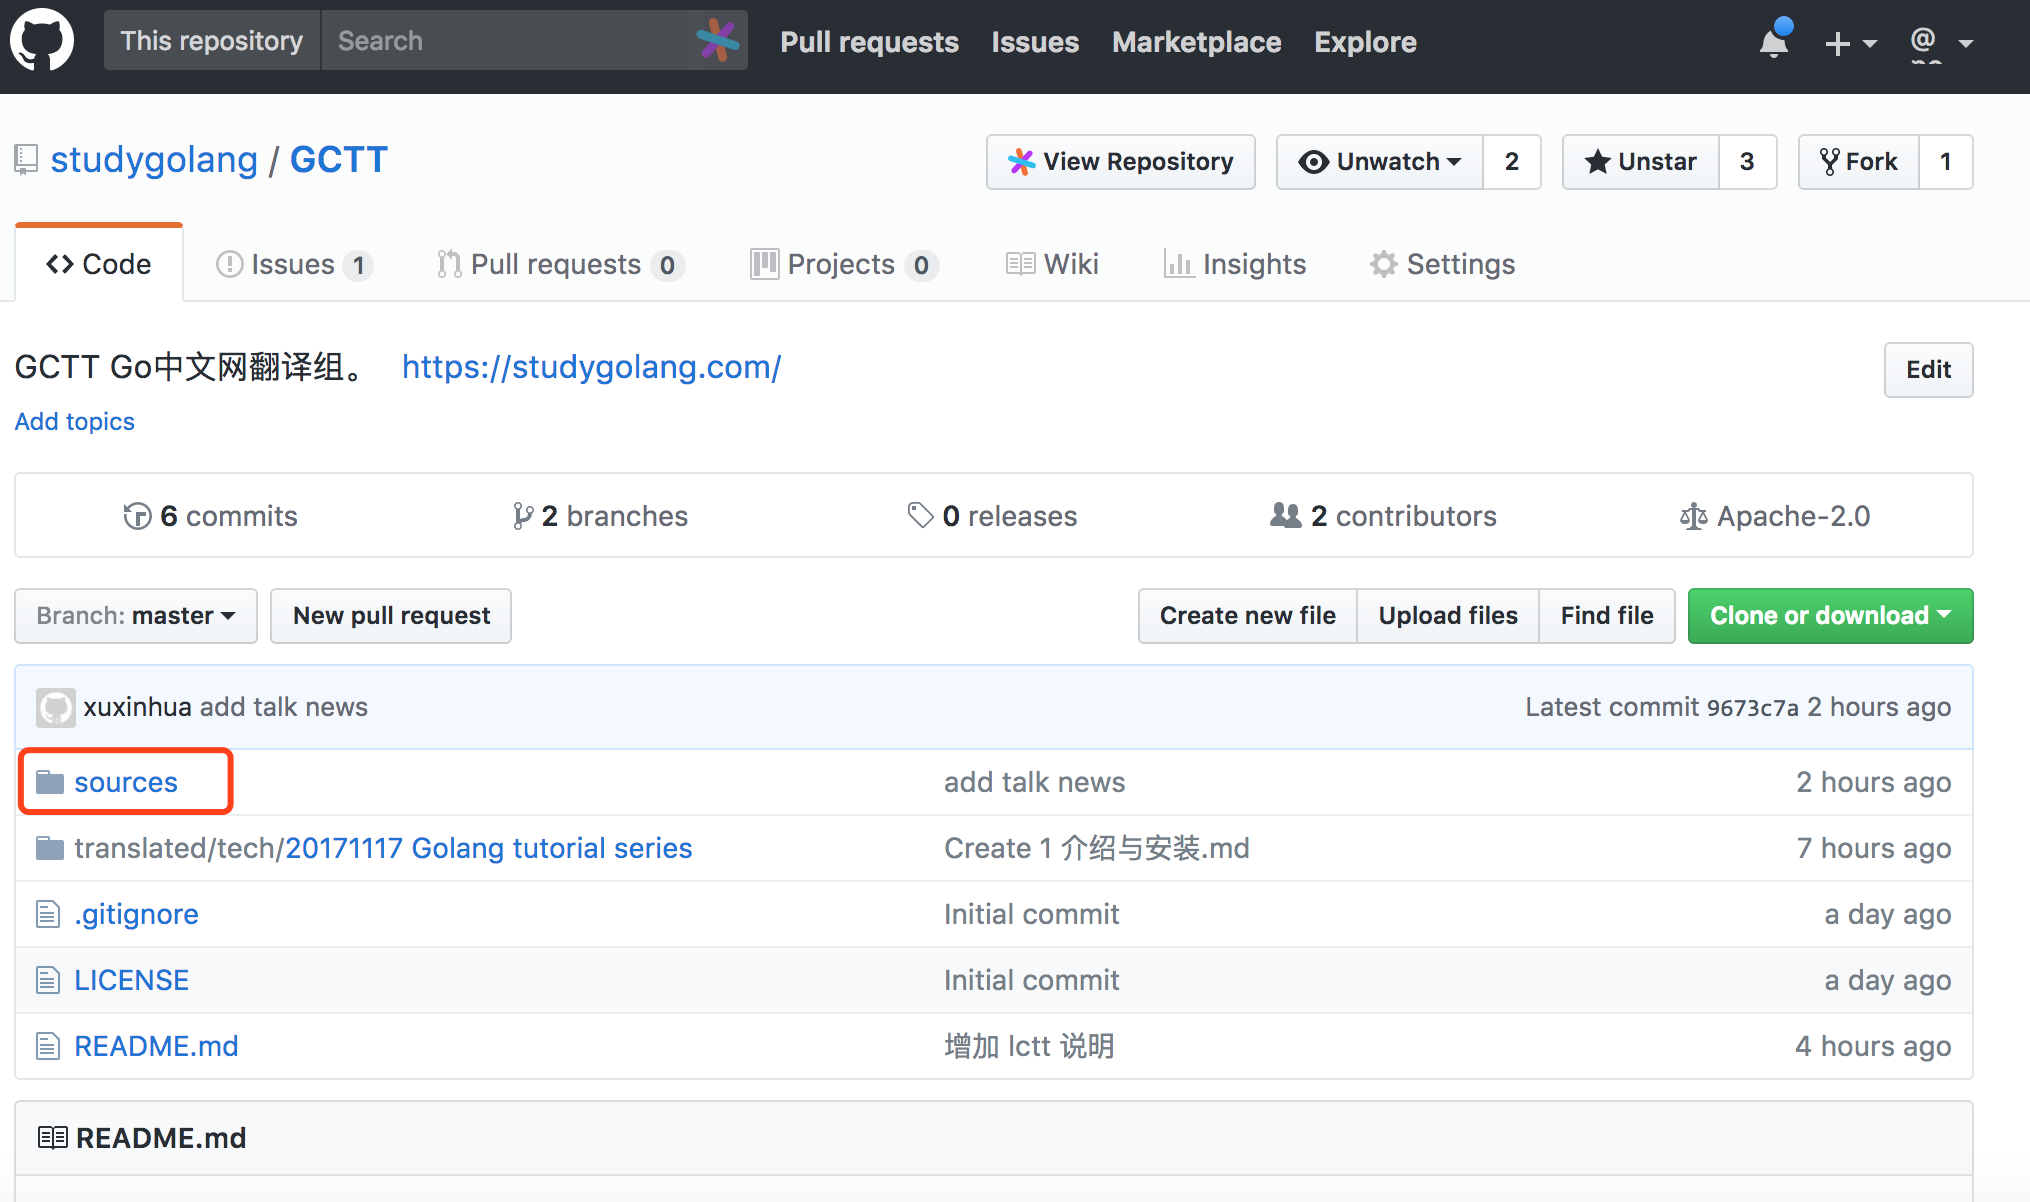 This repository Search Pull requests Issues Marketplace Explore
studygolang / GCTT View Repository Unwatch 2 Unstar 3 Fork 1
Code Issues 1 Pull requests 0 Projects 0 Wiki Insights Settings
GCTT Go中文网翻译组。 https://studygolang.com/ Edit
Add topics
6 commits 2 branches 0 releases 2 contributors Apache-2.0
Branch: master New pull request Create new file Upload files Find file Clone or download
xuxinhua add talk news Latest commit 9673c7a 2 hours ago
sources add talk news 2 hours ago
translated/tech/20171117 Golang tutorial series Create 1 介绍与安装.md 7 hours ago
.gitignore Initial commit a day ago
LICENSE Initial commit a day ago
README.md 增加 lctt 说明 4 hours ago
README.md